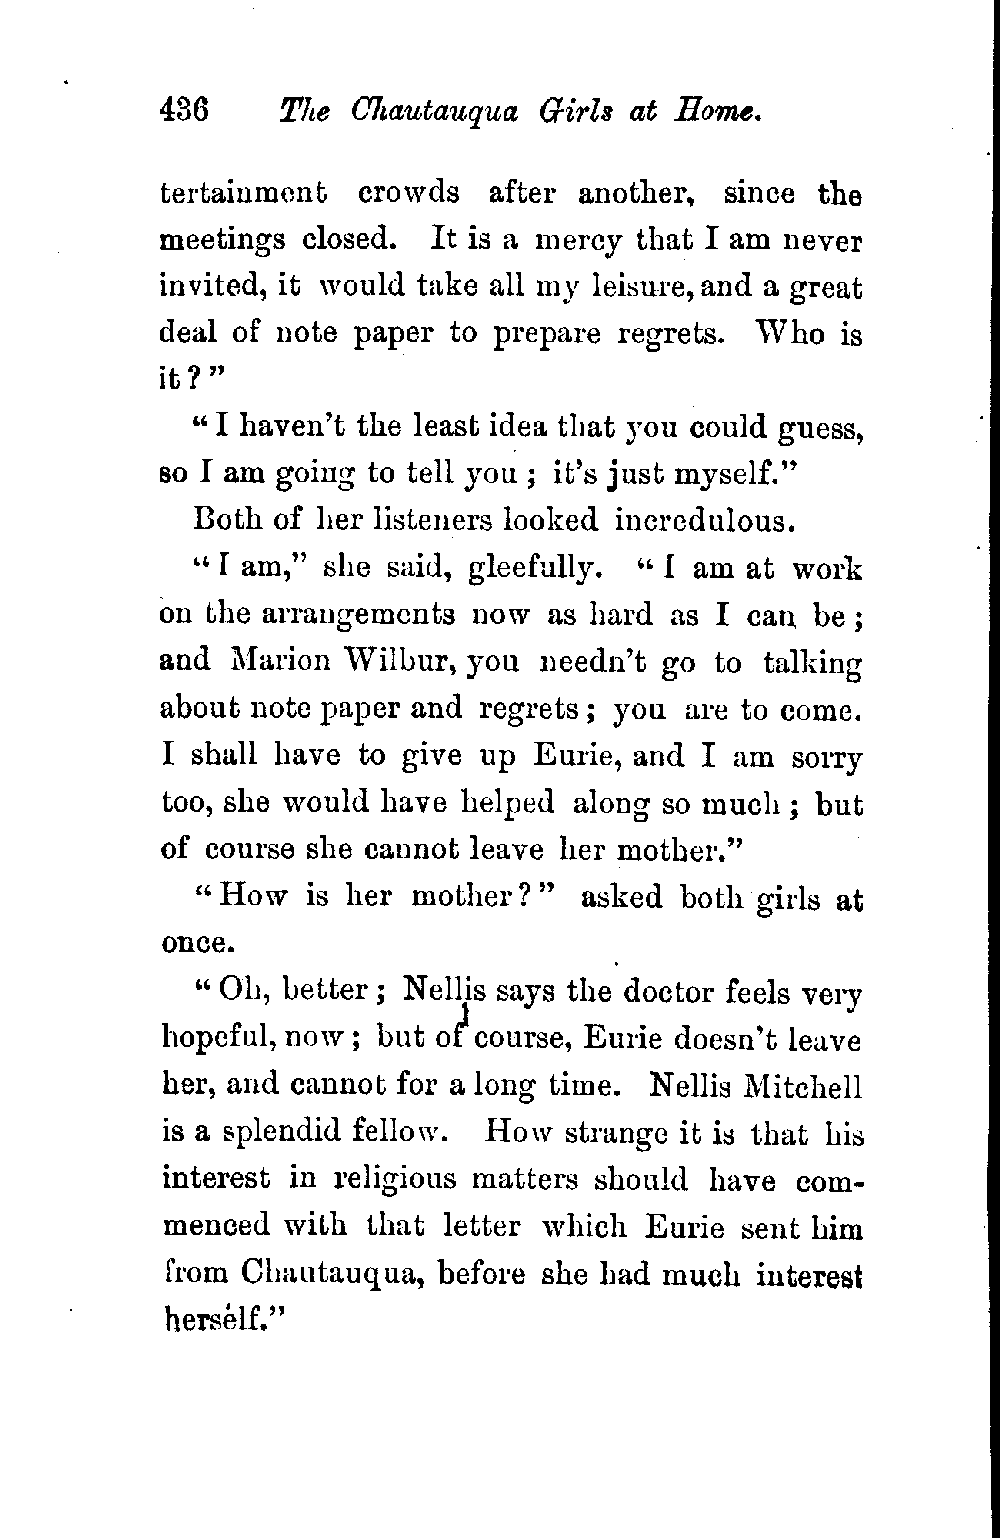 436 The Chautauqua Girls at Home.
tertainment crowds after another, since the
meetings closed. It is a mercy that I am never
invited, it would take all my leisure, and a great
deal of note paper to prepare regrets. Who is
it?"
"I haven't the least idea that you could guess,
so I am going to tell you; it's just myself."
Both of her listeners looked incredulous.
"I am," she said, gleefully. "I am at work
on the arrangements now as hard as I can be;
and Marion Wilbur, you needn't go to talking
about note paper and regrets; you are to come.
I shall have to give up Eurie, and I am sorry
too, she would have helped along so much; but
of course she cannot leave her mother."
"How is her mother?" asked both girls at
once.
"Oh, better; Nellis says the doctor feels very
hopeful, now; but of course, Eurie doesn't leave
her, and cannot for a long time. Nellis Mitchell
is a splendid fellow. How strange it is that his
interest in religious matters should have com-
menced with that letter which Eurie sent him
from Chautauqua, before she had much interest
herself."